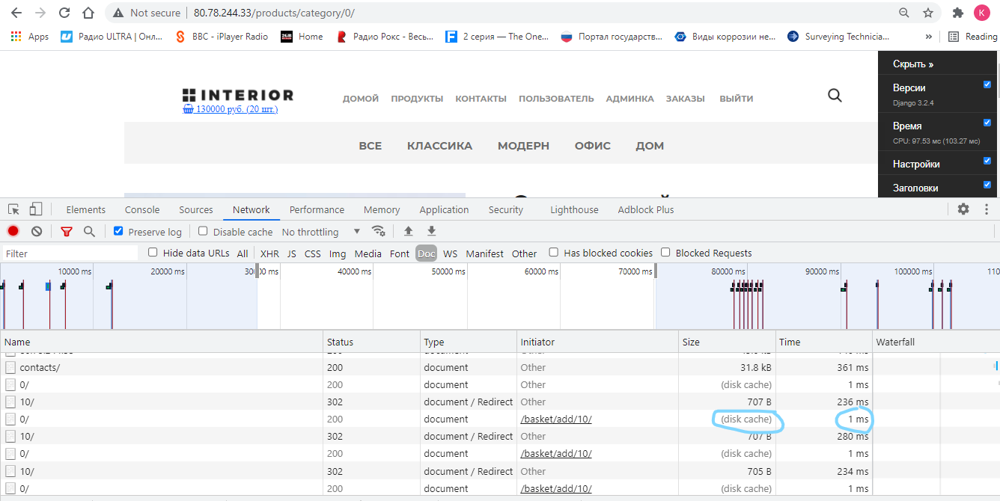 Not secure | 80.78.244.33/products/category/0/ K
Apps Радио ULTRA | Онл... BBC - iPlayer Radio Home Радио Рокс - Весь... 2 серия — The One... Портал государств... Виды коррозии не... Surveying Technicia... » Reading
Скрыть »
INTERIOR
130000 руб. (20 шт.)
ДОМОЙ ПРОДУКТЫ КОНТАКТЫ ПОЛЬЗОВАТЕЛЬ АДМИНКА ЗАКАЗЫ ВЫЙТИ
Версии
Django 3.2.4
Время
CPU: 97.53 мс (103.27 мс)
ВСЕ КЛАССИКА МОДЕРН ОФИС ДОМ
Настройки
Заголовки
Elements Console Sources Network Performance Memory Application Security Lighthouse Adblock Plus
Preserve log Disable cache No throttling
Filter Hide data URLs All XHR JS CSS Img Media Font Doc WS Manifest Other Has blocked cookies Blocked Requests
10000 ms 20000 ms 40000 ms 50000 ms 60000 ms 70000 ms 80000 ms 90000 ms 100000 ms
Name Status Type Initiator Size Time Waterfall
contacts/ 200 document Other 31.8 kB 361 ms
0/ 200 document Other (disk cache) 1 ms
10/ 302 document / Redirect Other 707 B 236 ms
0/ 200 document /basket/add/10/ (disk cache) 1 ms
10/ 302 document / Redirect Other 707 B 280 ms
0/ 200 document /basket/add/10/ (disk cache) 1 ms
10/ 302 document / Redirect Other 705 B 234 ms
0/ 200 document /basket/add/10/ (disk cache) 1 ms